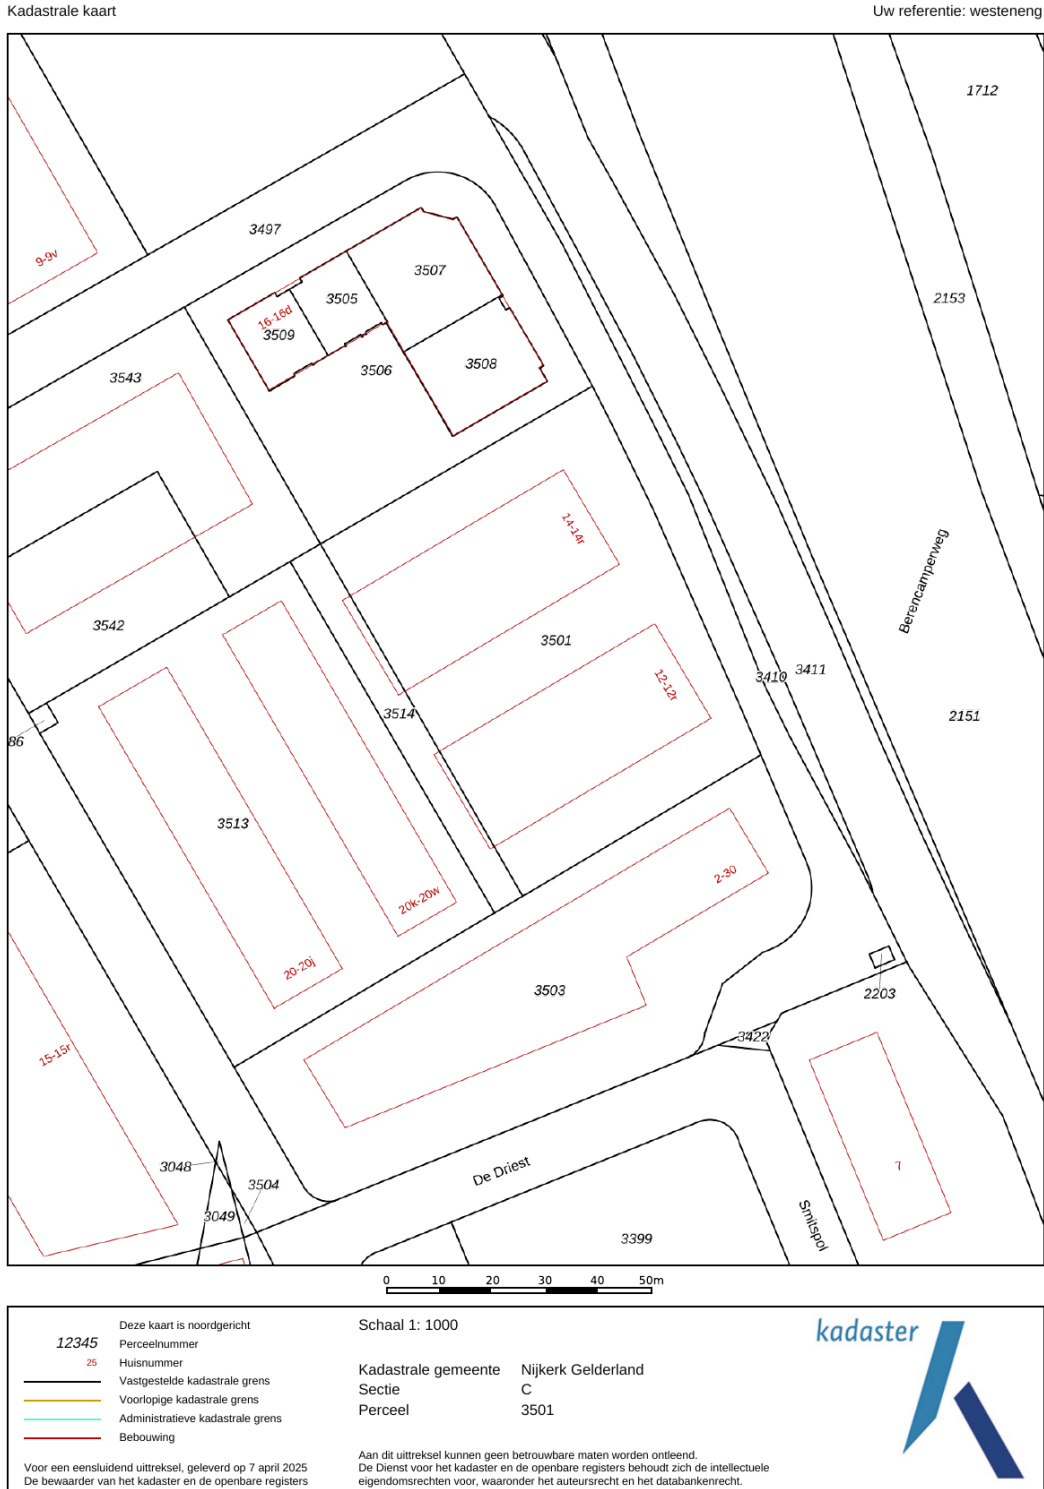 Kadastrale kaart
Uw referentie: westeneng
1712
3497
9-9v
3507
3505
2153
16-16d
3509
3508
3506
3543
14-14r
Berencamperweg
3542
3501
3410
3411
12-12r
3514
2151
86
3513
2-30
20k-20w
20-20j
3503
2203
3422
15-15r
3048
De Driest
3504
7
3049
Smitspol
3399
0 10 20 30 40 50m
Deze kaart is noordgericht
12345 Perceelnummer
25 Huisnummer
Vastgestelde kadastrale grens
Voorlopige kadastrale grens
Administratieve kadastrale grens
Bebouwing
Voor een eensluidend uittreksel, geleverd op 7 april 2025
De bewaarder van het kadaster en de openbare registers
Schaal 1: 1000
Kadastrale gemeente Nijkerk Gelderland
Sectie C
Perceel 3501
Aan dit uittreksel kunnen geen betrouwbare maten worden ontleend.
De Dienst voor het kadaster en de openbare registers behoudt zich de intellectuele
eigendomsrechten voor, waaronder het auteursrecht en het databankenrecht.
kadaster